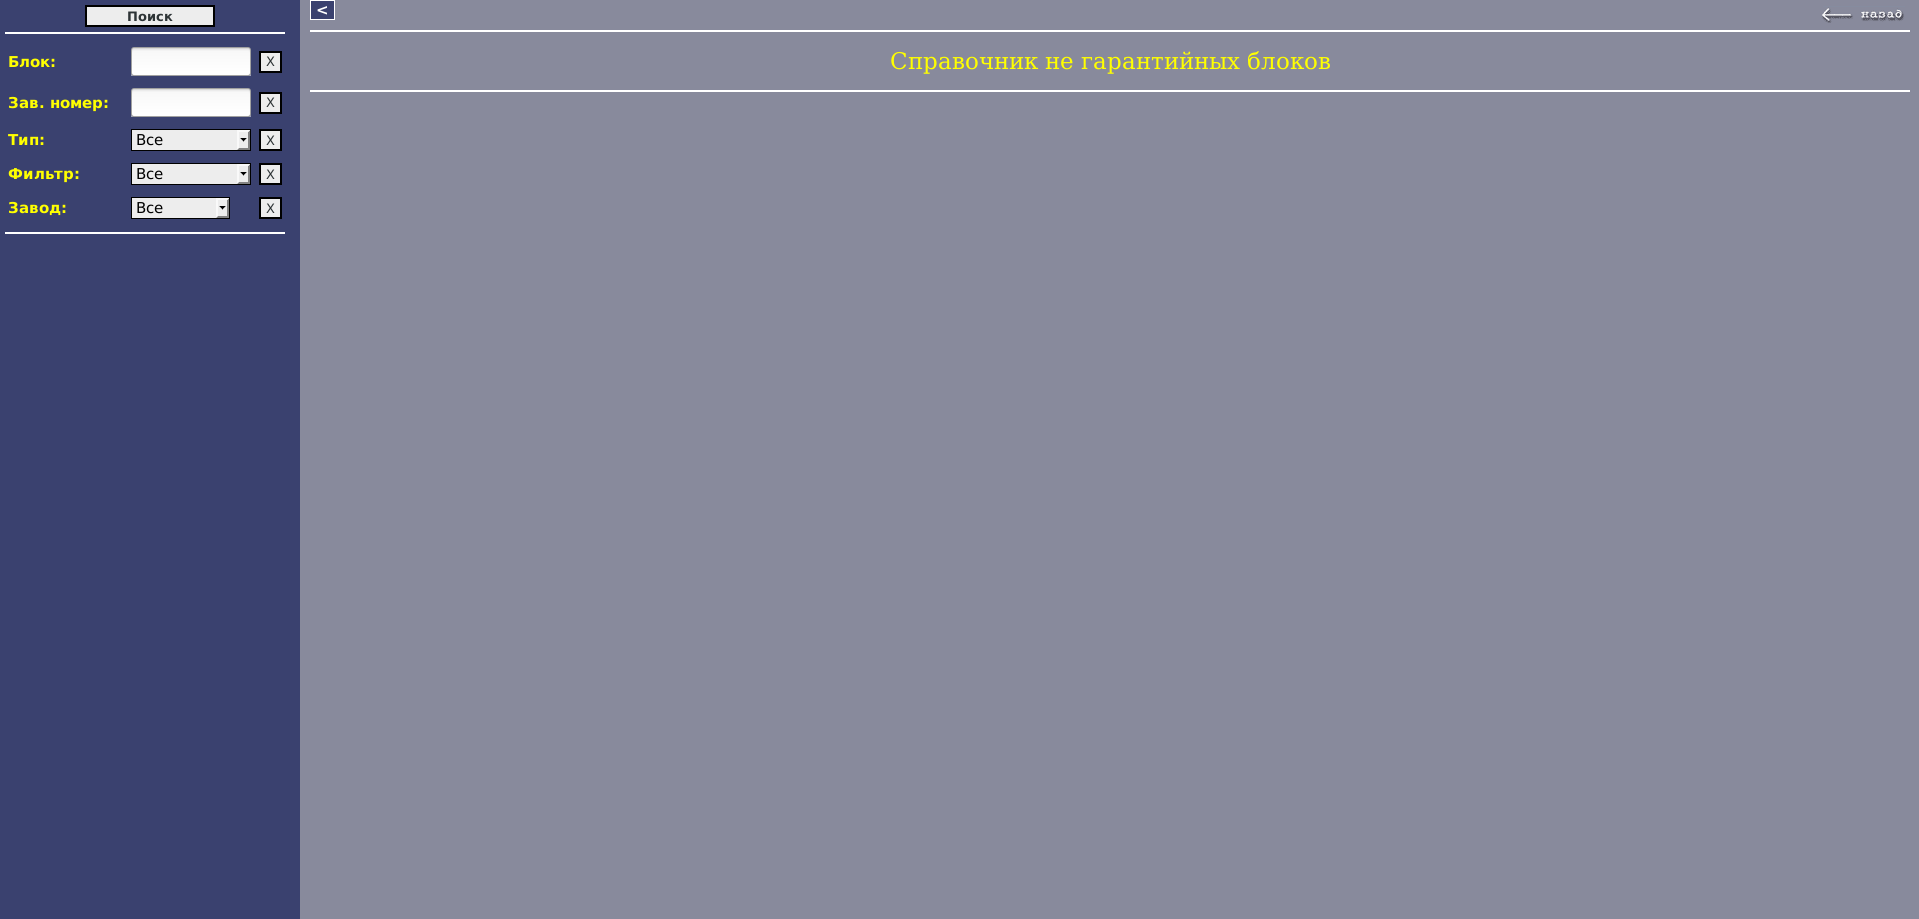 Поиск
Блок: X
Зав. номер: X
Тип: Все X
Фильтр: Все X
Завод: Все X
< назад
Справочник не гарантийных блоков